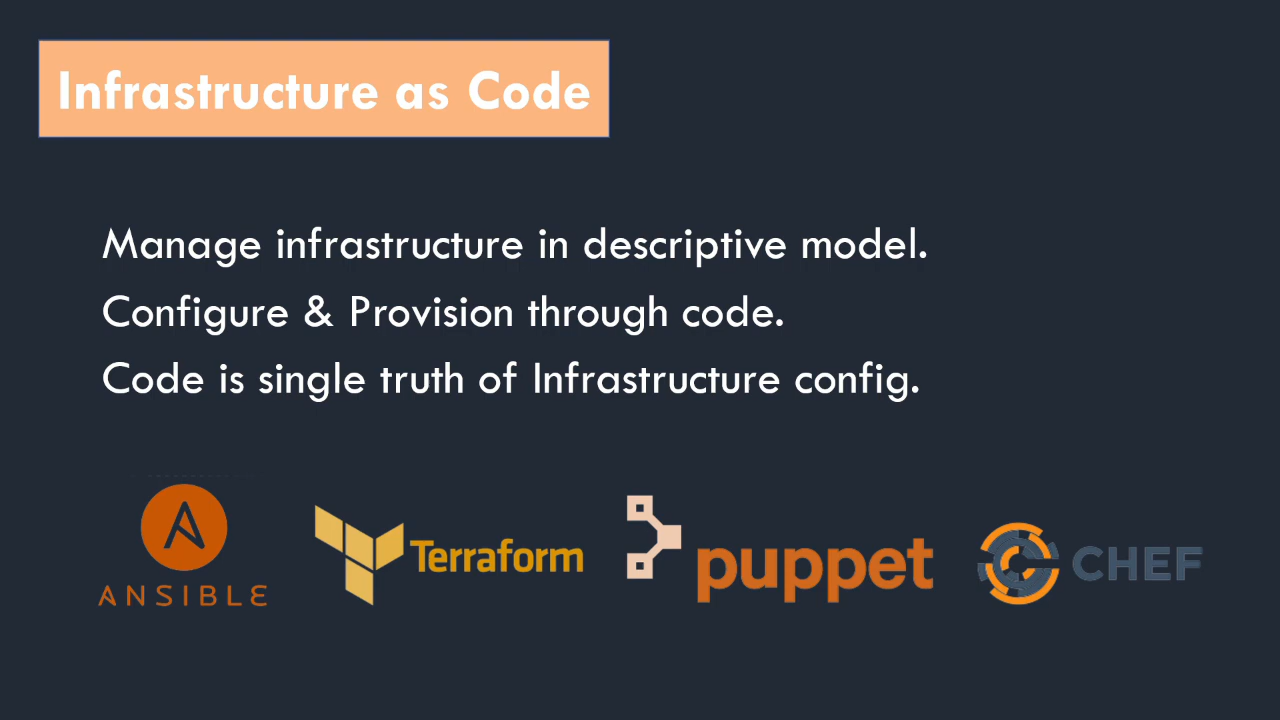 Infrastructure as Code
Manage infrastructure in descriptive model.
Configure & Provision through code.
Code is single truth of Infrastructure config.
ANSIBLE
Terraform
puppet
CHEF